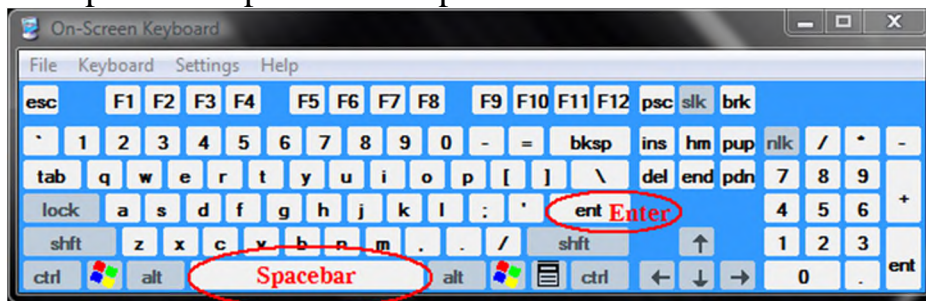 On-Screen Keyboard
File Keyboard Settings Help
esc F1 F2 F3 F4 F5 F6 F7 F8 F9 F10 F11 F12 psc slk brk
` 1 2 3 4 5 6 7 8 9 0 - = bksp ins hm pup nlk / * -
tab q w e r t y u i o p [ ] \ del end pdn 7 8 9 +
lock a s d f g h j k l ; ' ent Enter 4 5 6
shft z x c v b n m , . / shft ↑ 1 2 3 ent
ctrl alt Spacebar alt ctrl ← ↓ → 0 .